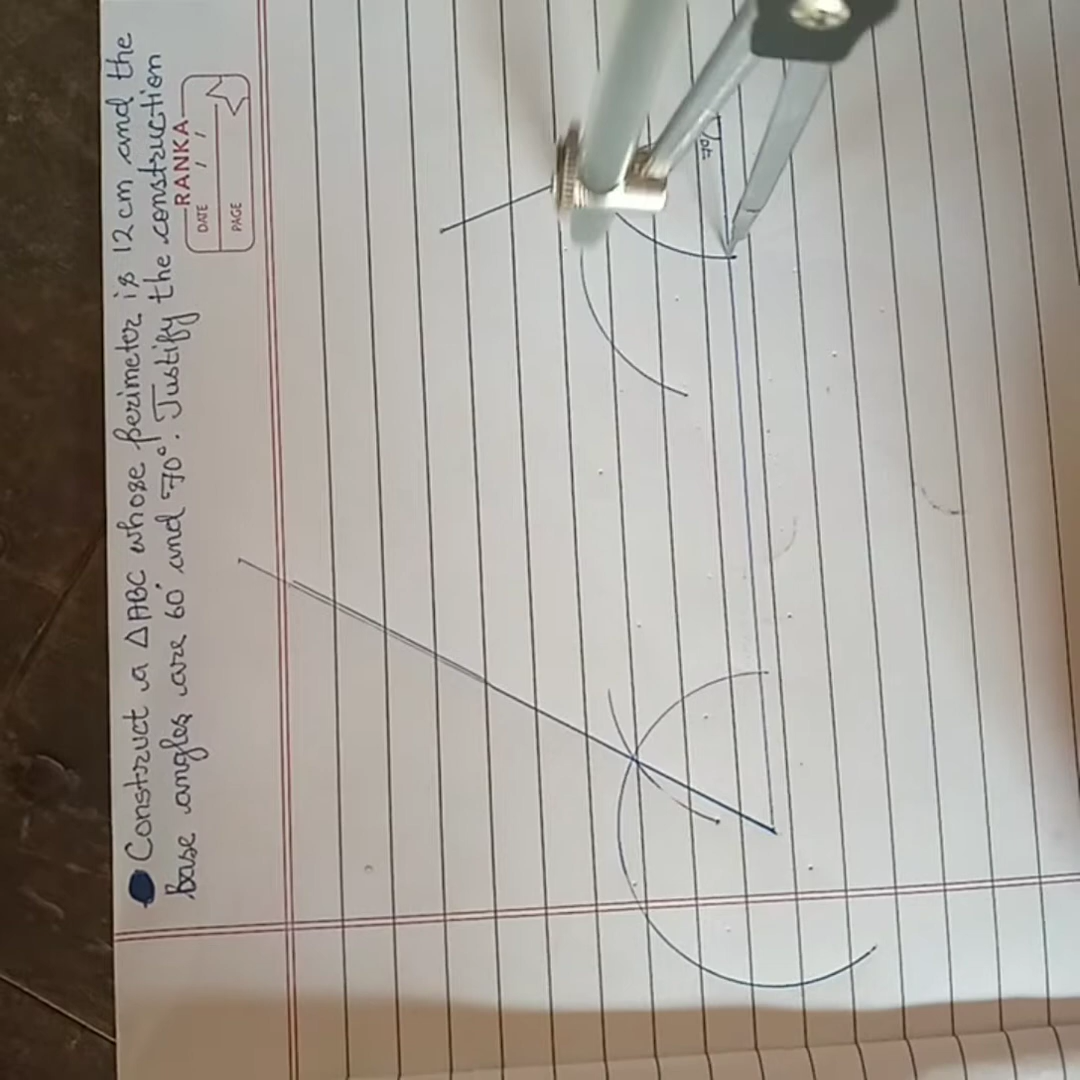 Construct a ΔABC whose perimeter is 12 cm and the
base angles are 60° and 70°. Justify the construction
RANKA
DATE / /
PAGE